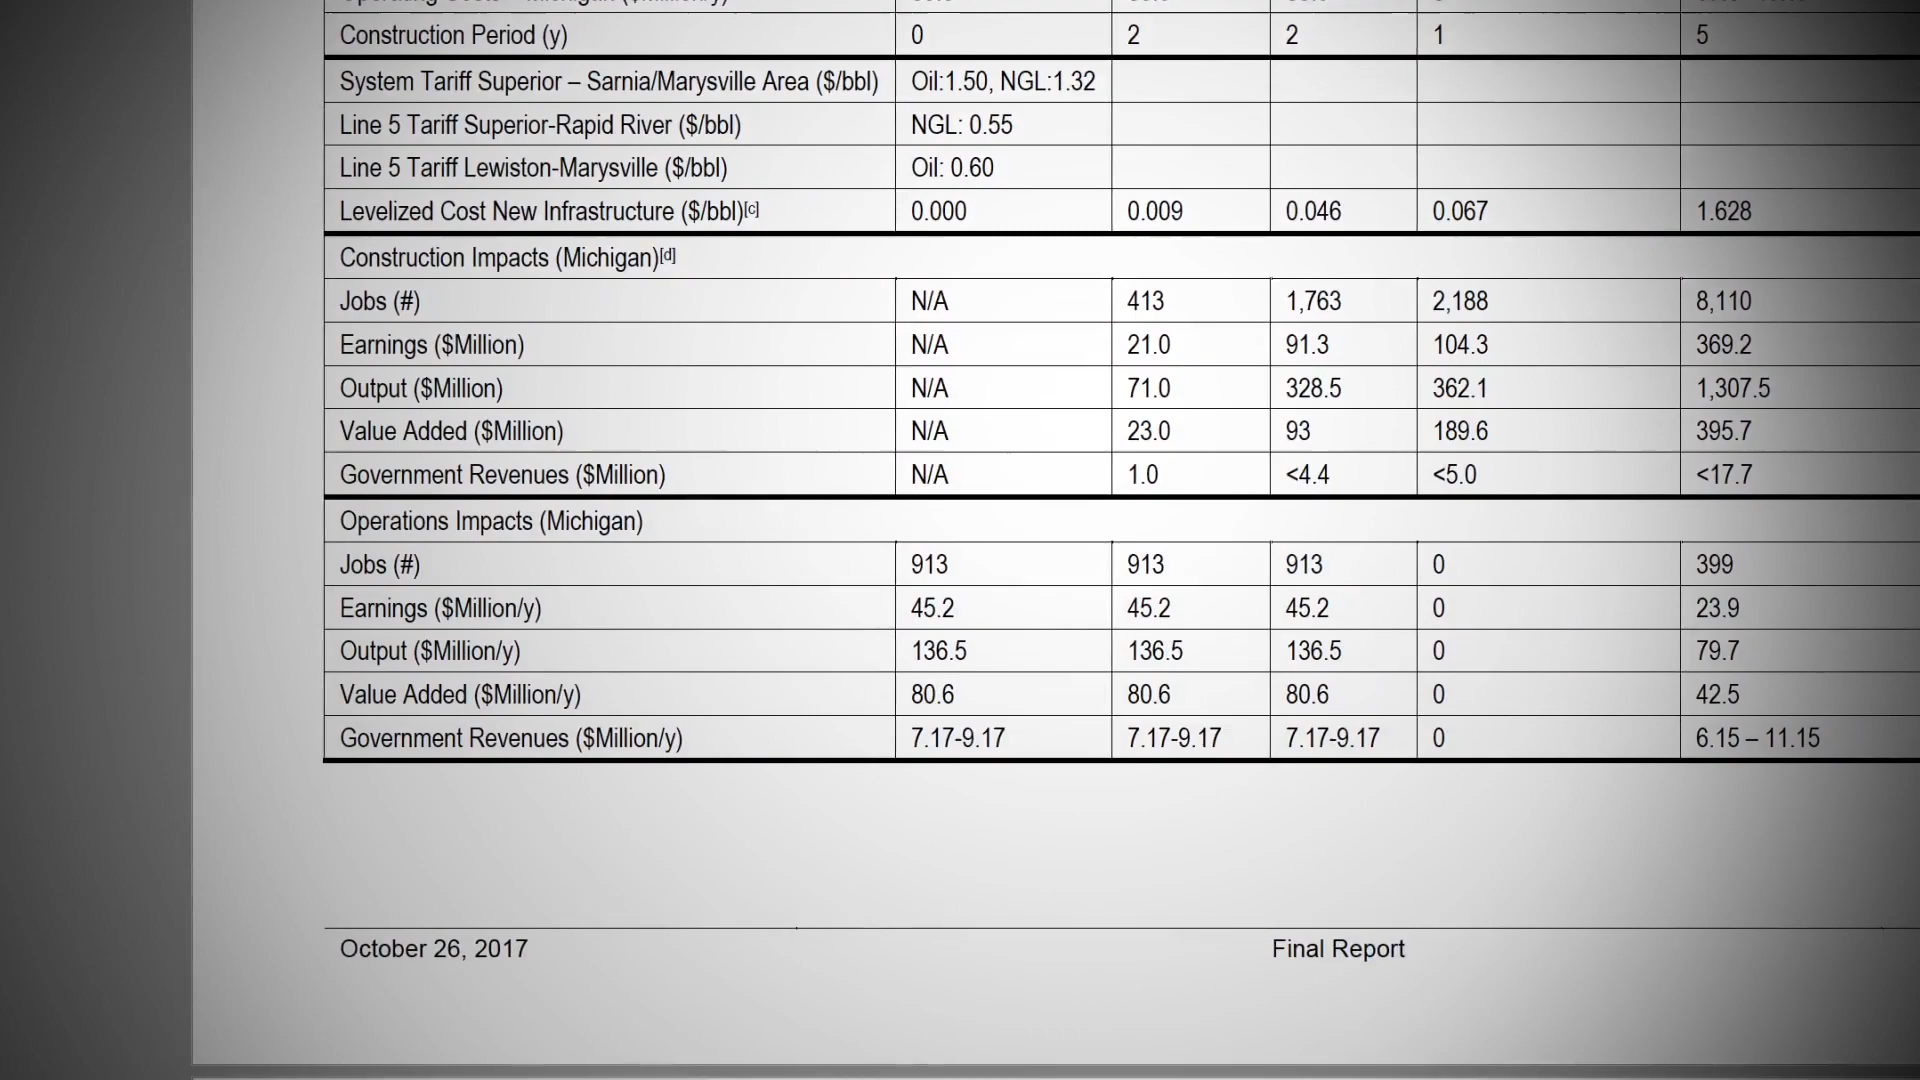 Construction Period (y) 0 2 2 1 5
System Tariff Superior – Sarnia/Marysville Area ($/bbl) Oil:1.50, NGL:1.32
Line 5 Tariff Superior-Rapid River ($/bbl) NGL: 0.55
Line 5 Tariff Lewiston-Marysville ($/bbl) Oil: 0.60
Levelized Cost New Infrastructure ($/bbl)[c] 0.000 0.009 0.046 0.067 1.628
Construction Impacts (Michigan)[d]
Jobs (#) N/A 413 1,763 2,188 8,110
Earnings ($Million) N/A 21.0 91.3 104.3 369.2
Output ($Million) N/A 71.0 328.5 362.1 1,307.5
Value Added ($Million) N/A 23.0 93 189.6 395.7
Government Revenues ($Million) N/A 1.0 <4.4 <5.0 <17.7
Operations Impacts (Michigan)
Jobs (#) 913 913 913 0 399
Earnings ($Million/y) 45.2 45.2 45.2 0 23.9
Output ($Million/y) 136.5 136.5 136.5 0 79.7
Value Added ($Million/y) 80.6 80.6 80.6 0 42.5
Government Revenues ($Million/y) 7.17-9.17 7.17-9.17 7.17-9.17 0 6.15 – 11.15
October 26, 2017 Final Report